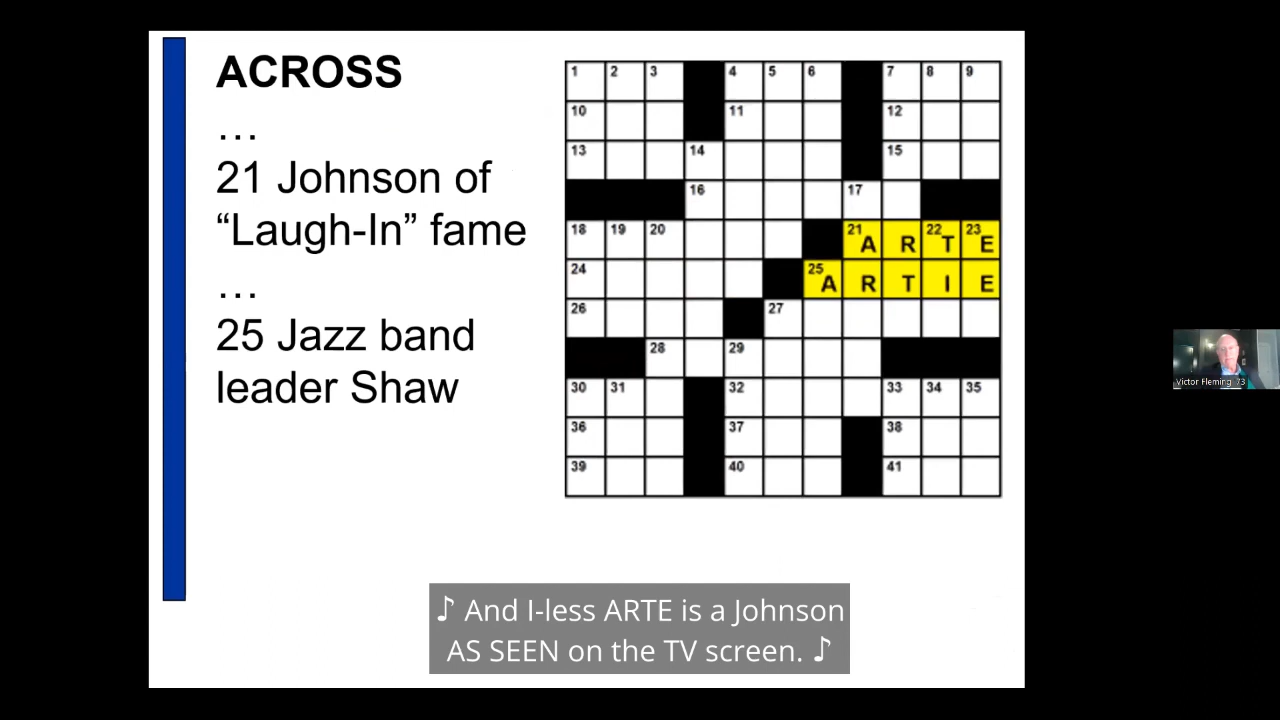 ACROSS
…
21 Johnson of
“Laugh-In” fame
…
25 Jazz band
leader Shaw
1 2 3 4 5 6 7 8 9
10 11 12
13 14 15
16 17
18 19 20 21 A R 22 T 23 E
24 25 A R T I E
26 27
28 29
30 31 32 33 34 35
36 37 38
39 40 41
♪ And I-less ARTE is a Johnson
AS SEEN on the TV screen. ♪
Victor Fleming '73